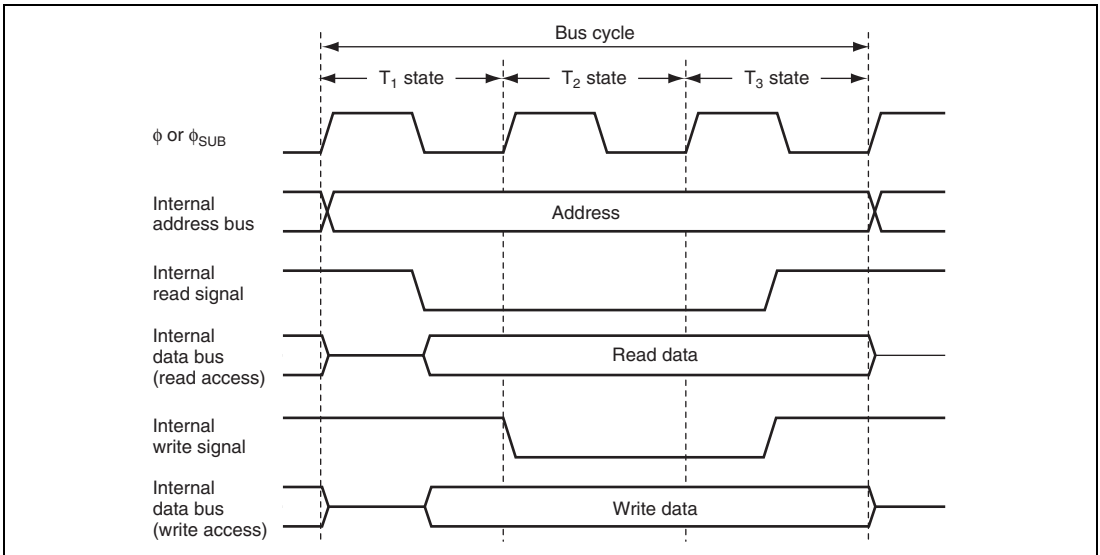 Bus cycle
T₁ state
T₂ state
T₃ state
ϕ or ϕSUB
Internal
address bus
Address
Internal
read signal
Internal
data bus
(read access)
Read data
Internal
write signal
Internal
data bus
(write access)
Write data